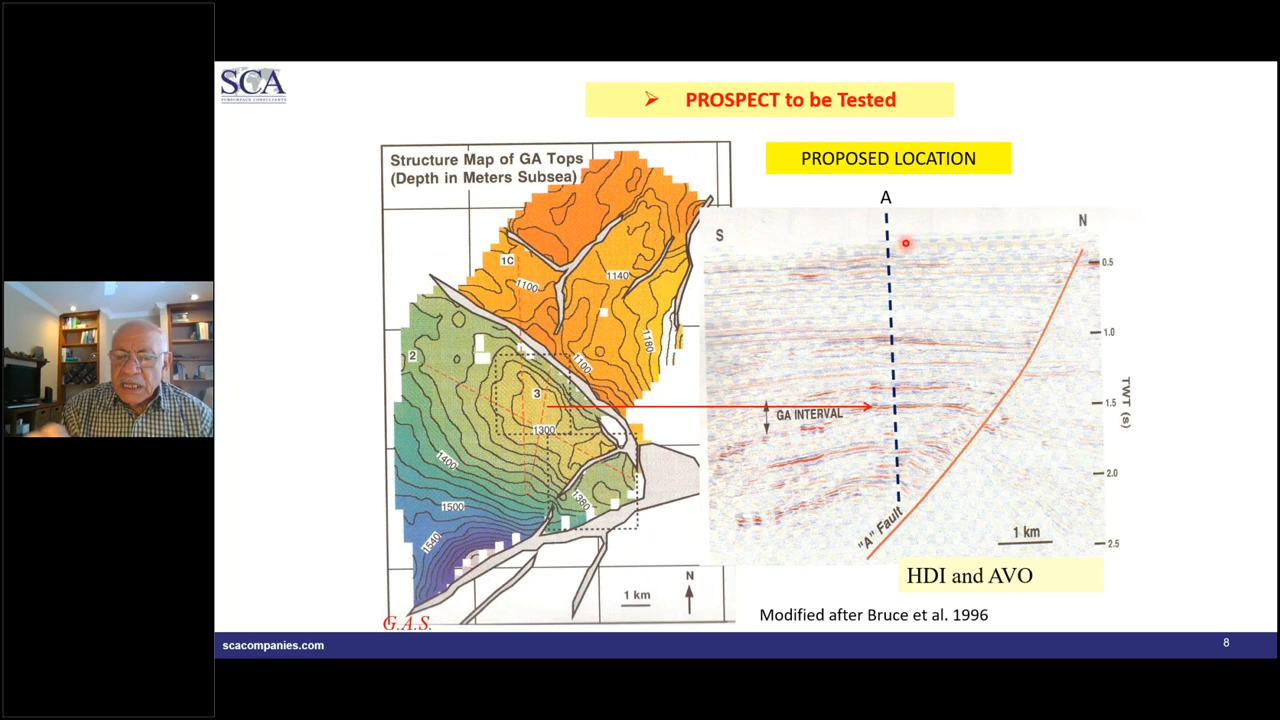 SCA
SUBSURFACE CONSULTANTS
➢ PROSPECT to be Tested
Structure Map of GA Tops
(Depth in Meters Subsea)
1C
1100
1140
1180
1100
2
3
1300
1400
1380
1500
1540
1 km
N
G.A.S.
PROPOSED LOCATION
A
S
N
0.5
1.0
1.5
2.0
2.5
TWT (s)
GA INTERVAL
"A" Fault
1 km
HDI and AVO
Modified after Bruce et al. 1996
scacompanies.com
8